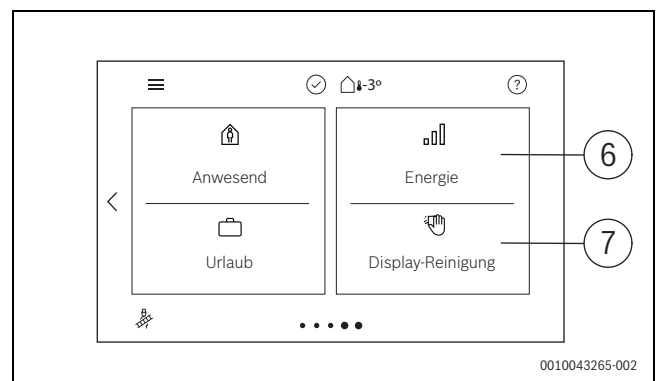 -3°
?
Anwesend
Energie
6
Urlaub
Display-Reinigung
7
0010043265-002